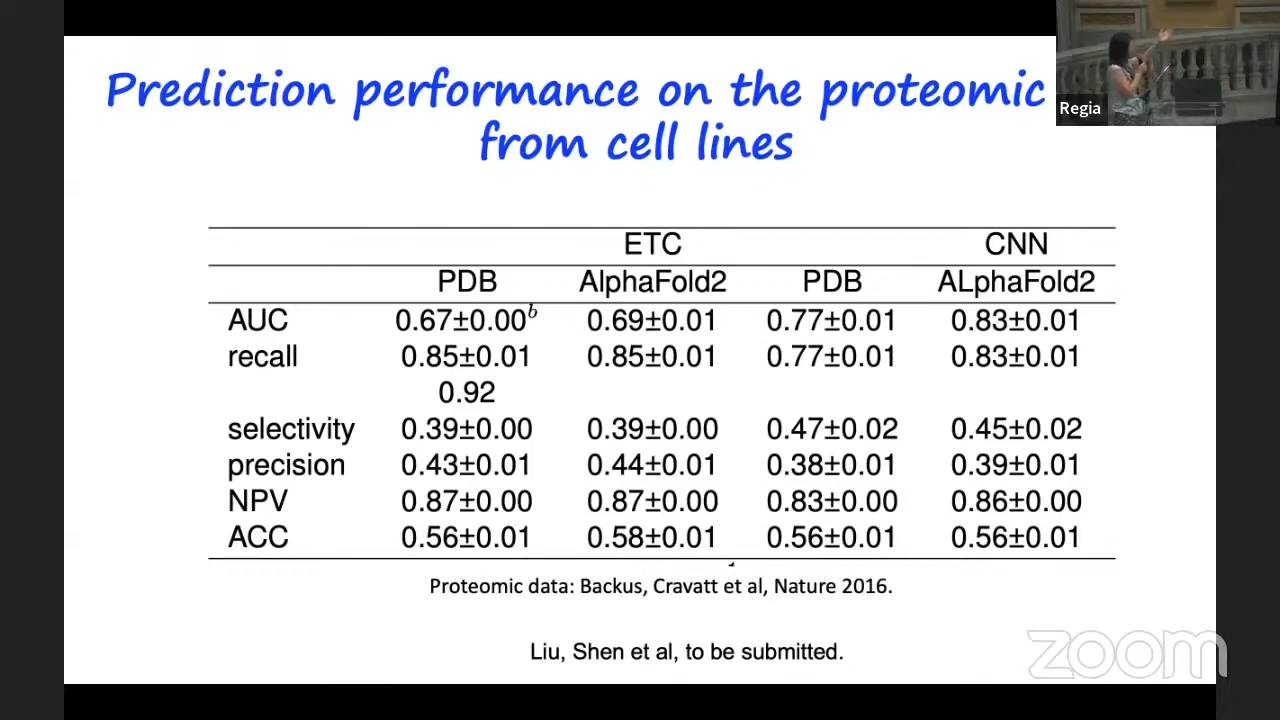 Prediction performance on the proteomic
from cell lines
Regia
ETC CNN
PDB AlphaFold2 PDB ALphaFold2
AUC 0.67±0.00b 0.69±0.01 0.77±0.01 0.83±0.01
recall 0.85±0.01 0.85±0.01 0.77±0.01 0.83±0.01
0.92
selectivity 0.39±0.00 0.39±0.00 0.47±0.02 0.45±0.02
precision 0.43±0.01 0.44±0.01 0.38±0.01 0.39±0.01
NPV 0.87±0.00 0.87±0.00 0.83±0.00 0.86±0.00
ACC 0.56±0.01 0.58±0.01 0.56±0.01 0.56±0.01
Proteomic data: Backus, Cravatt et al, Nature 2016.
Liu, Shen et al, to be submitted.
zoom